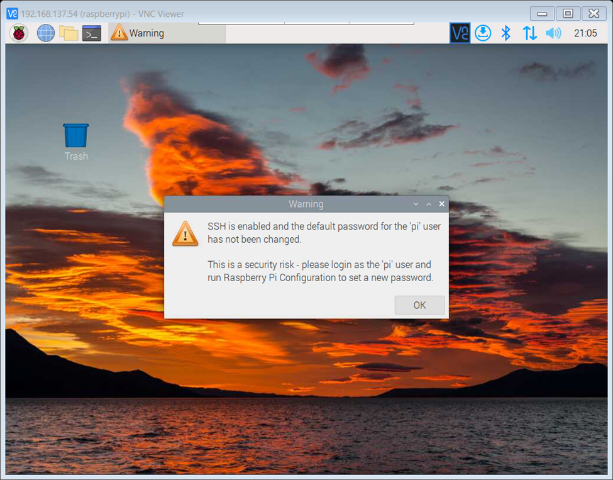 192.168.137.54 (raspberrypi) - VNC Viewer
Warning
21:05
Trash
Warning
SSH is enabled and the default password for the 'pi' user
has not been changed.
This is a security risk - please login as the 'pi' user and
run Raspberry Pi Configuration to set a new password.
OK